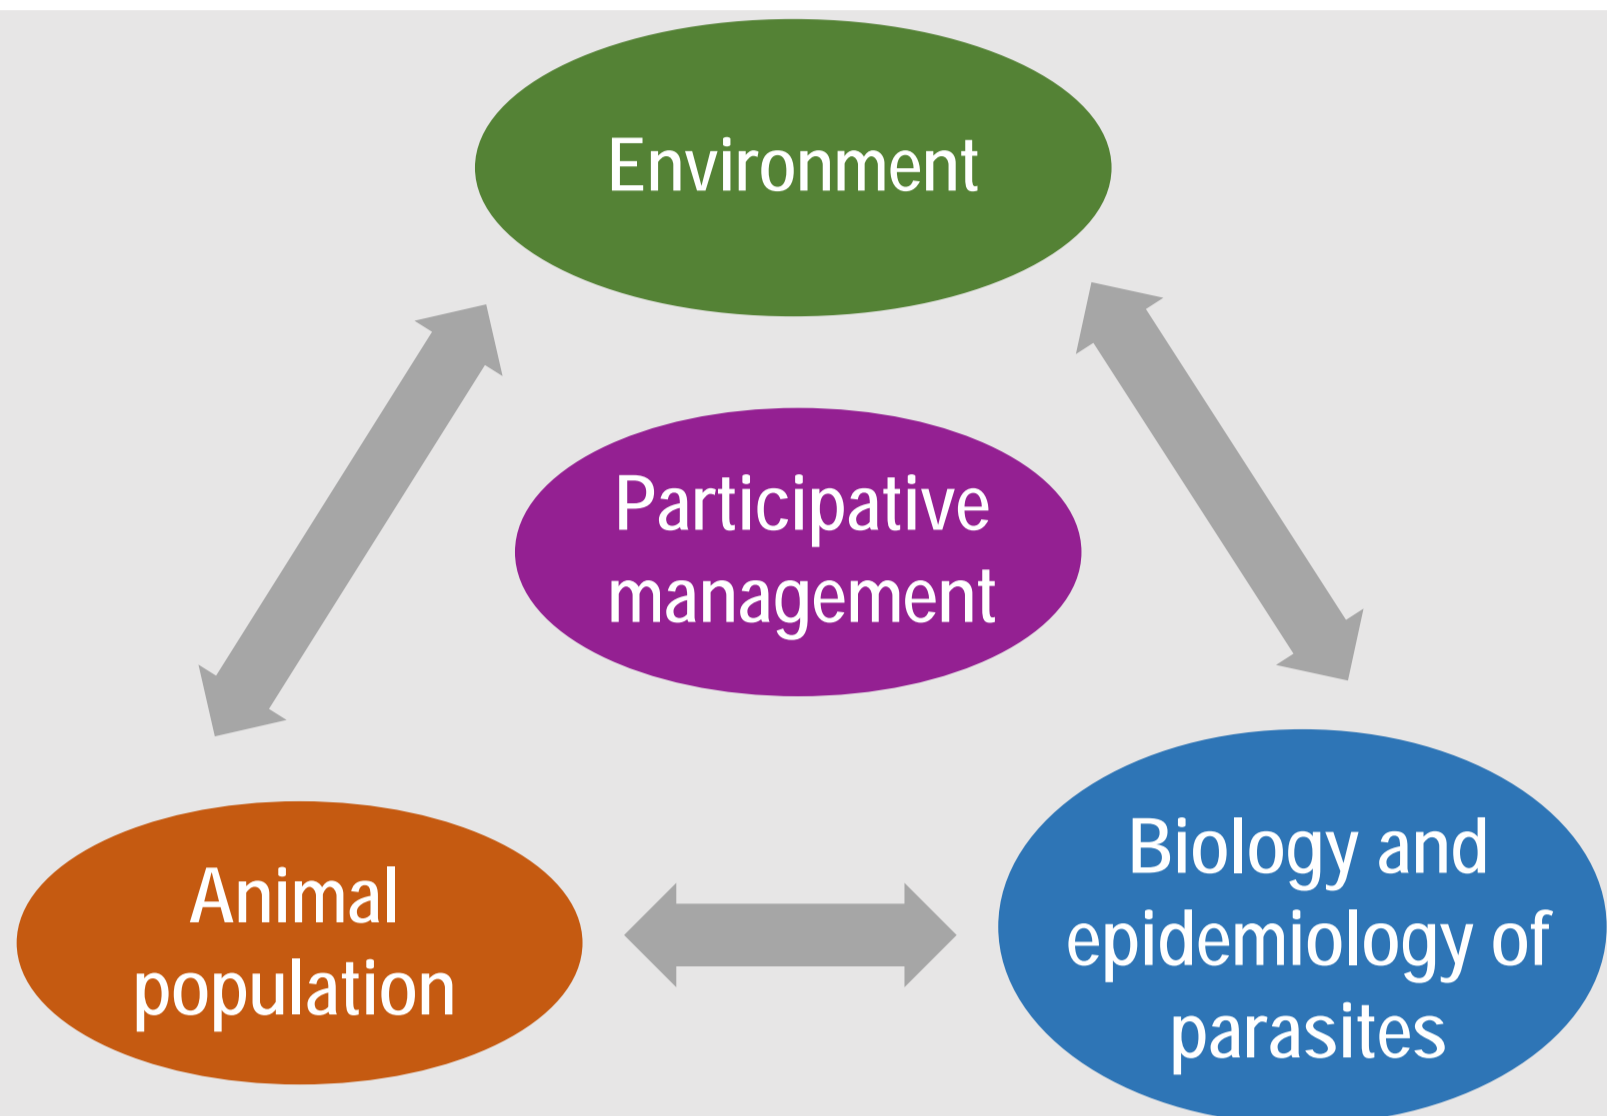 Environment
Participative
management
Animal
population
Biology and
epidemiology of
parasites